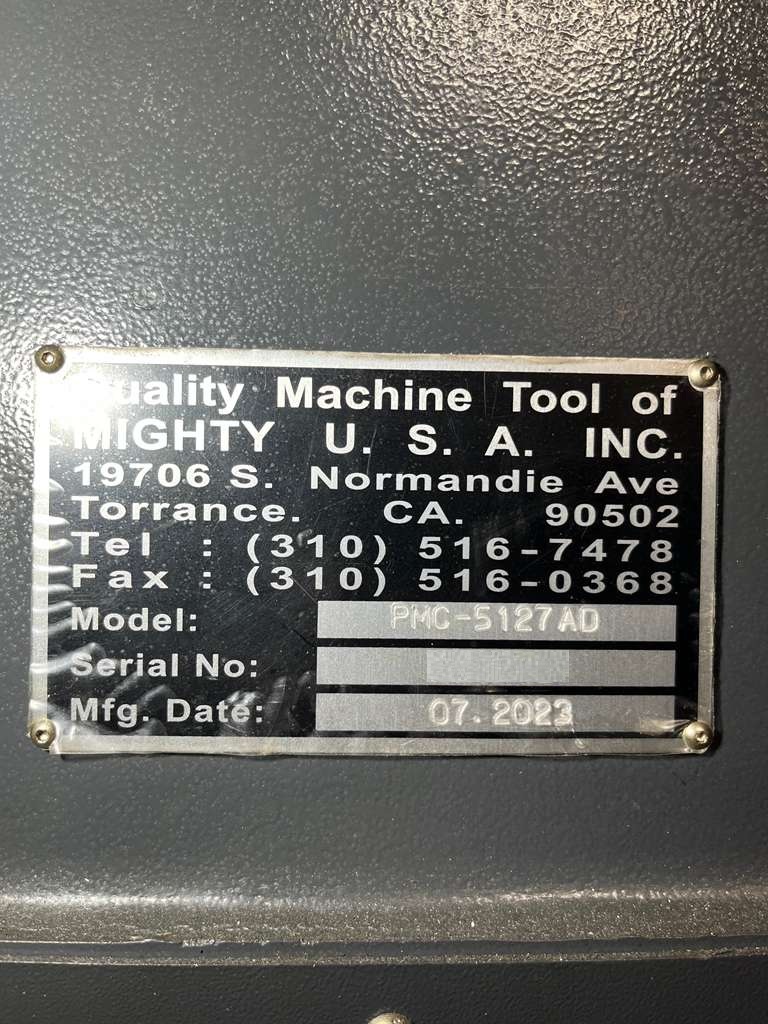 Quality Machine Tool of
MIGHTY U. S. A. INC.
19706 S. Normandie Ave
Torrance. CA. 90502
Tel : (310) 516-7478
Fax : (310) 516-0368
Model: PMC-5127AD
Serial No:
Mfg. Date: 07.2023